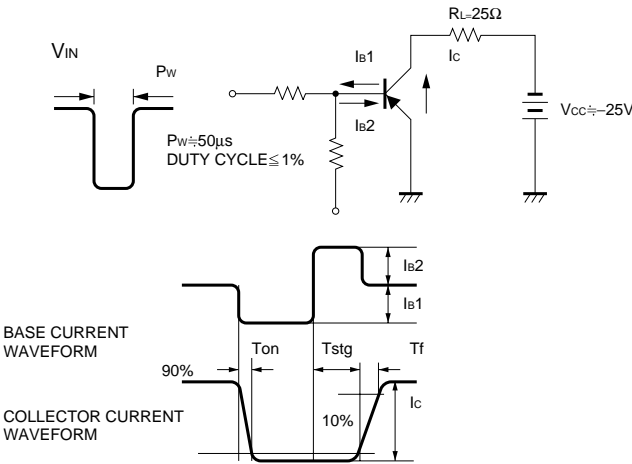 VIN
PW
PW≒50μs
DUTY CYCLE≦1%
IB1
IB2
RL=25Ω
IC
VCC≒−25V
IB2
IB1
BASE CURRENT
WAVEFORM
Ton
Tstg
Tf
90%
COLLECTOR CURRENT
WAVEFORM
10%
IC